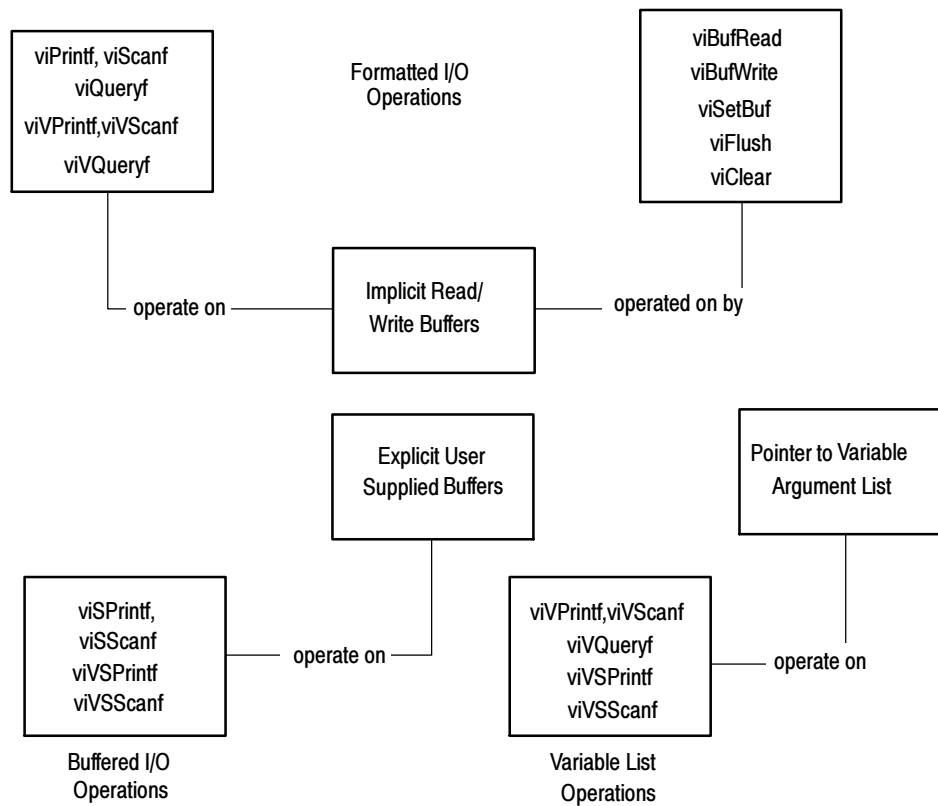 viPrintf, viScanf
viQueryf
viVPrintf,viVScanf
viVQueryf
Formatted I/O
Operations
viBufRead
viBufWrite
viSetBuf
viFlush
viClear
operate on
Implicit Read/
Write Buffers
operated on by
Explicit User
Supplied Buffers
Pointer to Variable
Argument List
viSPrintf,
viSScanf
viVSPrintf
viVSScanf
operate on
viVPrintf,viVScanf
viVQueryf
viVSPrintf
viVSScanf
operate on
Buffered I/O
Operations
Variable List
Operations